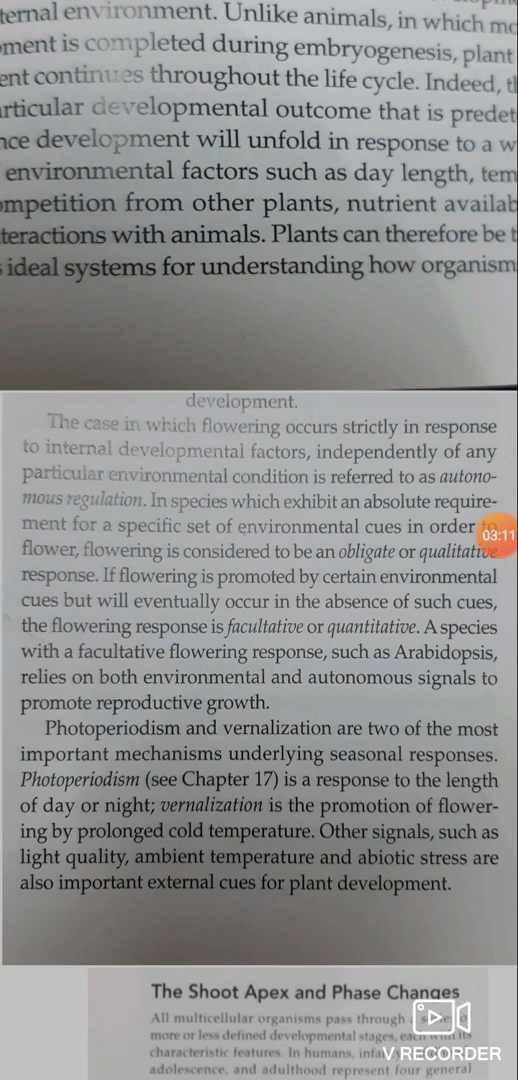 ternal environment. Unlike animals, in which mo
ment is completed during embryogenesis, plant
ent continues throughout the life cycle. Indeed, th
rticular developmental outcome that is predet
nce development will unfold in response to a w
environmental factors such as day length, tem
ompetition from other plants, nutrient availab
teractions with animals. Plants can therefore be t
s ideal systems for understanding how organism
development.
The case in which flowering occurs strictly in response
to internal developmental factors, independently of any
particular environmental condition is referred to as autono-
mous regulation. In species which exhibit an absolute require-
ment for a specific set of environmental cues in order to
flower, flowering is considered to be an obligate or qualitative
response. If flowering is promoted by certain environmental
cues but will eventually occur in the absence of such cues,
the flowering response is facultative or quantitative. A species
with a facultative flowering response, such as Arabidopsis,
relies on both environmental and autonomous signals to
promote reproductive growth.
Photoperiodism and vernalization are two of the most
important mechanisms underlying seasonal responses.
Photoperiodism (see Chapter 17) is a response to the length
of day or night; vernalization is the promotion of flower-
ing by prolonged cold temperature. Other signals, such as
light quality, ambient temperature and abiotic stress are
also important external cues for plant development.
03:11
The Shoot Apex and Phase Changes
All multicellular organisms pass through a
more or less defined developmental stages, each with its
characteristic features. In humans,
adolescence, and adulthood represent four general
V RECORDER